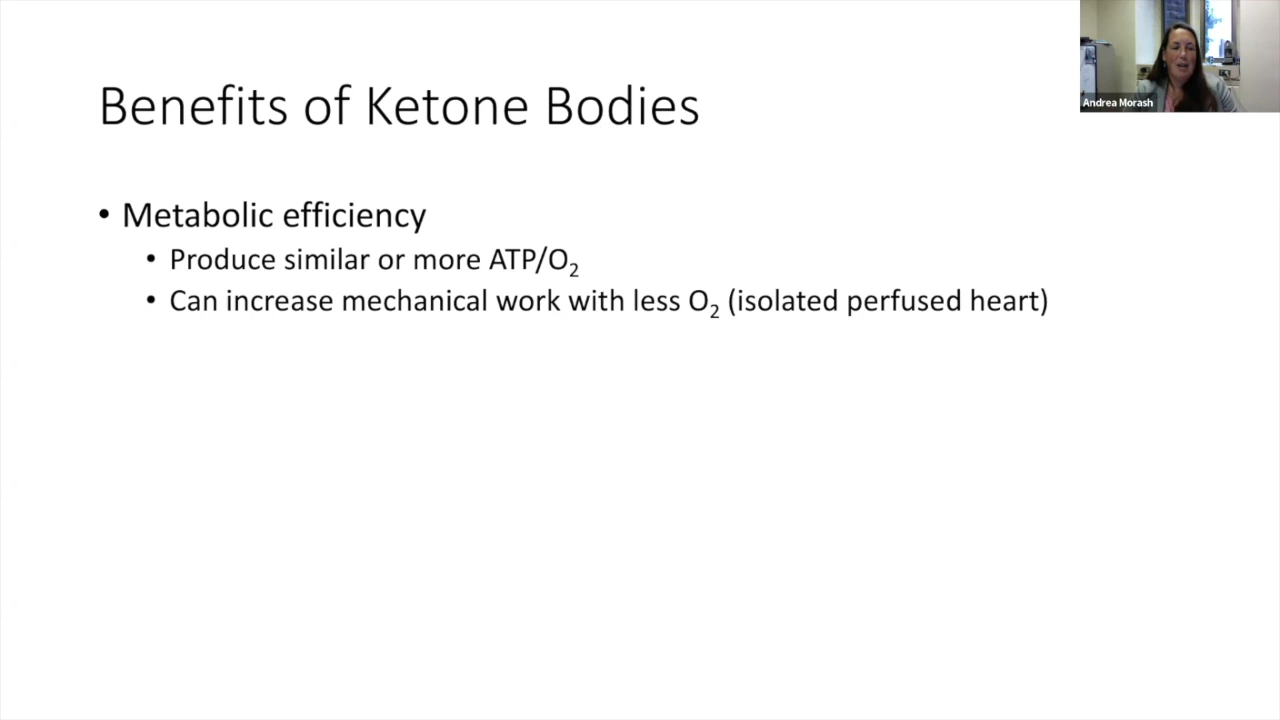 Benefits of Ketone Bodies
• Metabolic efficiency
• Produce similar or more ATP/O₂
• Can increase mechanical work with less O₂ (isolated perfused heart)
Andrea Morash